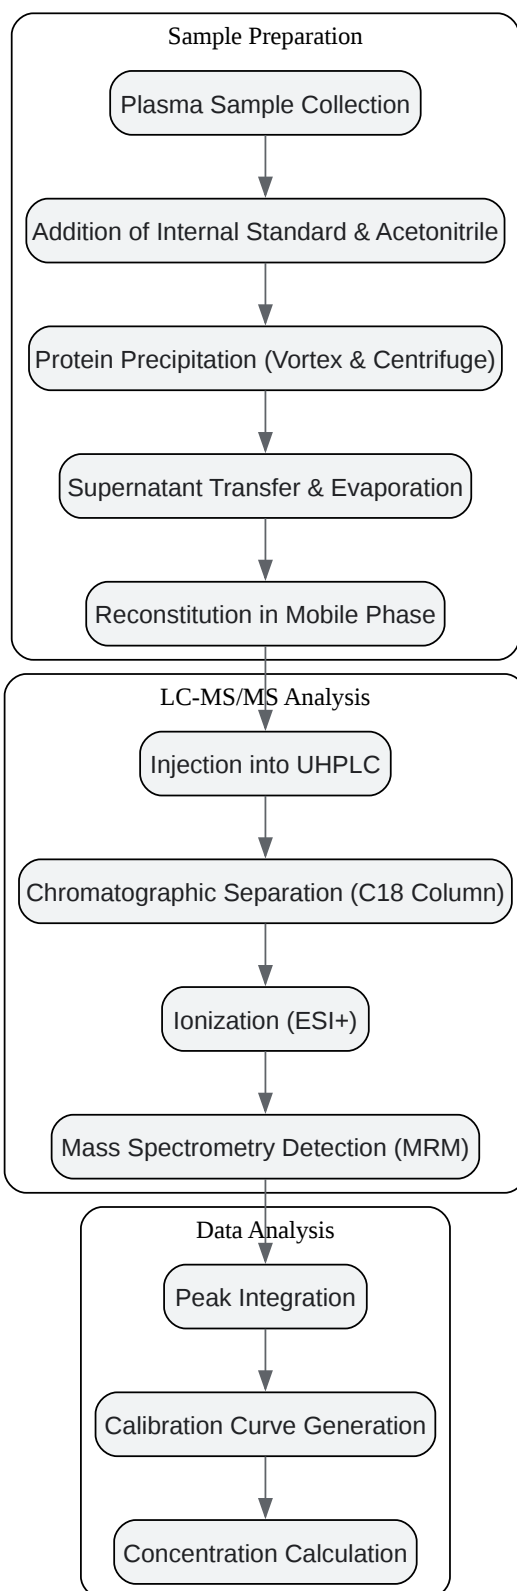 Sample Preparation
Plasma Sample Collection
Addition of Internal Standard & Acetonitrile
Protein Precipitation (Vortex & Centrifuge)
Supernatant Transfer & Evaporation
Reconstitution in Mobile Phase
LC-MS/MS Analysis
Injection into UHPLC
Chromatographic Separation (C18 Column)
Ionization (ESI+)
Mass Spectrometry Detection (MRM)
Data Analysis
Peak Integration
Calibration Curve Generation
Concentration Calculation